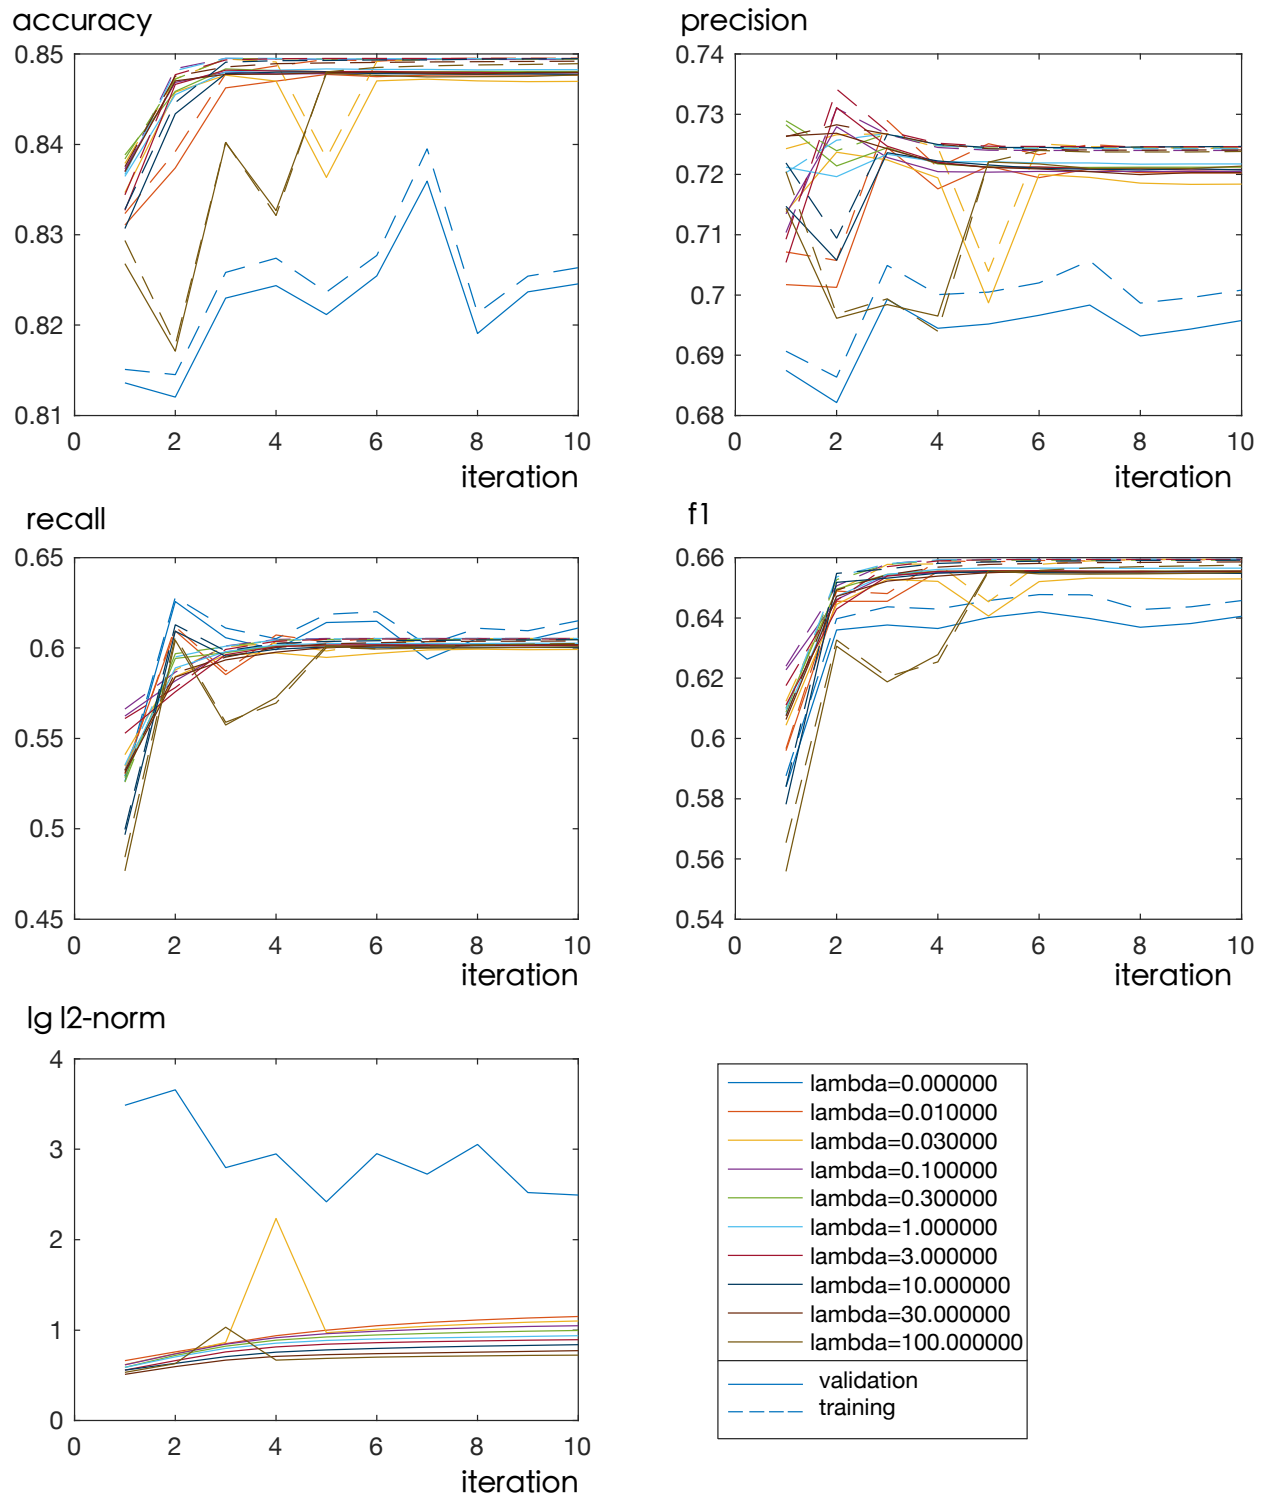 accuracy
0.85
0.84
0.83
0.82
0.81
0 2 4 6 8 10
iteration
precision
0.74
0.73
0.72
0.71
0.7
0.69
0.68
0 2 4 6 8 10
iteration
recall
0.65
0.6
0.55
0.5
0.45
0 2 4 6 8 10
iteration
f1
0.66
0.64
0.62
0.6
0.58
0.56
0.54
0 2 4 6 8 10
iteration
lg l2-norm
4
3
2
1
0
0 2 4 6 8 10
iteration
lambda=0.000000
lambda=0.010000
lambda=0.030000
lambda=0.100000
lambda=0.300000
lambda=1.000000
lambda=3.000000
lambda=10.000000
lambda=30.000000
lambda=100.000000
validation
training